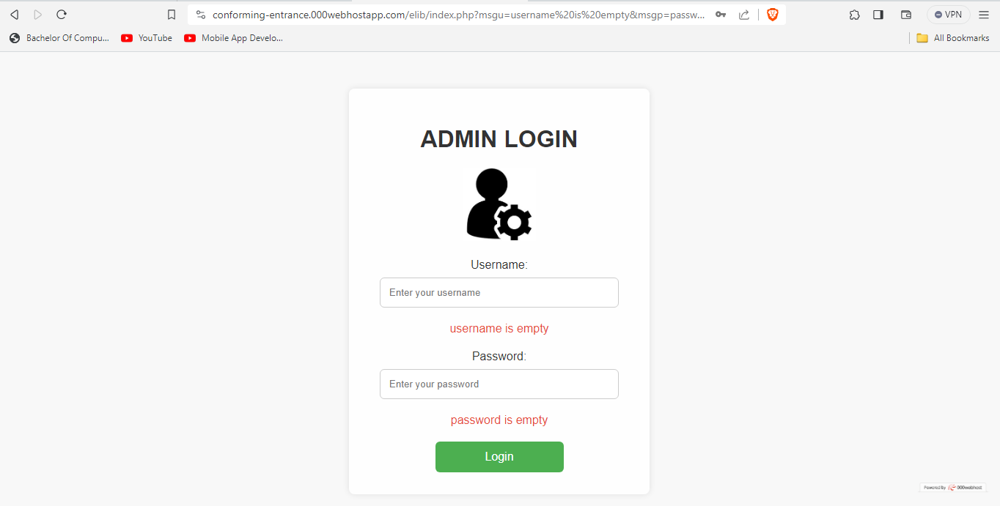 conforming-entrance.000webhostapp.com/elib/index.php?msgu=username%20is%20empty&msgp=passw...
VPN
Bachelor Of Compu...
YouTube
Mobile App Develo...
All Bookmarks
ADMIN LOGIN
Username:
Enter your username
username is empty
Password:
Enter your password
password is empty
Login
Powered by 000webhost